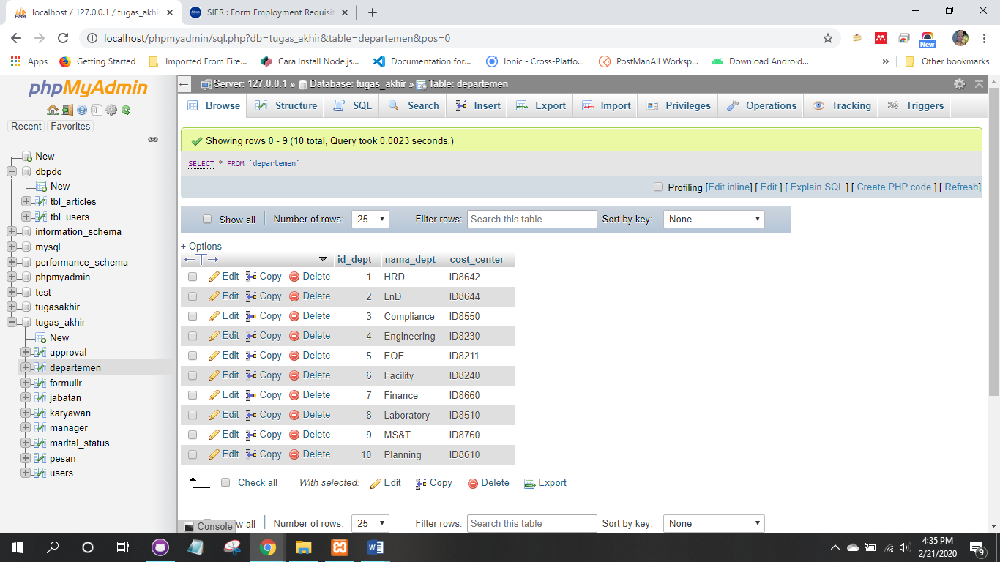 localhost / 127.0.0.1 / tugas_akhi
SIER : Form Employment Requisit
localhost/phpmyadmin/sql.php?db=tugas_akhir&table=departemen&pos=0
New
Apps
Getting Started
Imported From Fire...
Cara Install Node.js...
Documentation for...
Ionic - Cross-Platfo...
PostManAll Worksp...
Download Android...
»
Other bookmarks
phpMyAdmin
Recent
Favorites
New
dbpdo
New
tbl_articles
tbl_users
information_schema
mysql
performance_schema
phpmyadmin
test
tugasakhir
tugas_akhir
New
approval
departemen
formulir
jabatan
karyawan
manager
marital_status
pesan
users
Server: 127.0.0.1 » Database: tugas_akhir » Table: departemen
Browse Structure SQL Search Insert Export Import Privileges Operations Tracking Triggers
Showing rows 0 - 9 (10 total, Query took 0.0023 seconds.)
SELECT * FROM `departemen`
Profiling [Edit inline] [ Edit ] [ Explain SQL ] [ Create PHP code ] [ Refresh]
Show all Number of rows: 25 Filter rows: Search this table Sort by key: None
+ Options
id_dept nama_dept cost_center
Edit Copy Delete 1 HRD ID8642
Edit Copy Delete 2 LnD ID8644
Edit Copy Delete 3 Compliance ID8550
Edit Copy Delete 4 Engineering ID8230
Edit Copy Delete 5 EQE ID8211
Edit Copy Delete 6 Facility ID8240
Edit Copy Delete 7 Finance ID8660
Edit Copy Delete 8 Laboratory ID8510
Edit Copy Delete 9 MS&T ID8760
Edit Copy Delete 10 Planning ID8610
Check all With selected: Edit Copy Delete Export
w all Number of rows: 25 Filter rows: Search this table Sort by key: None
Console
4:35 PM
2/21/2020
9